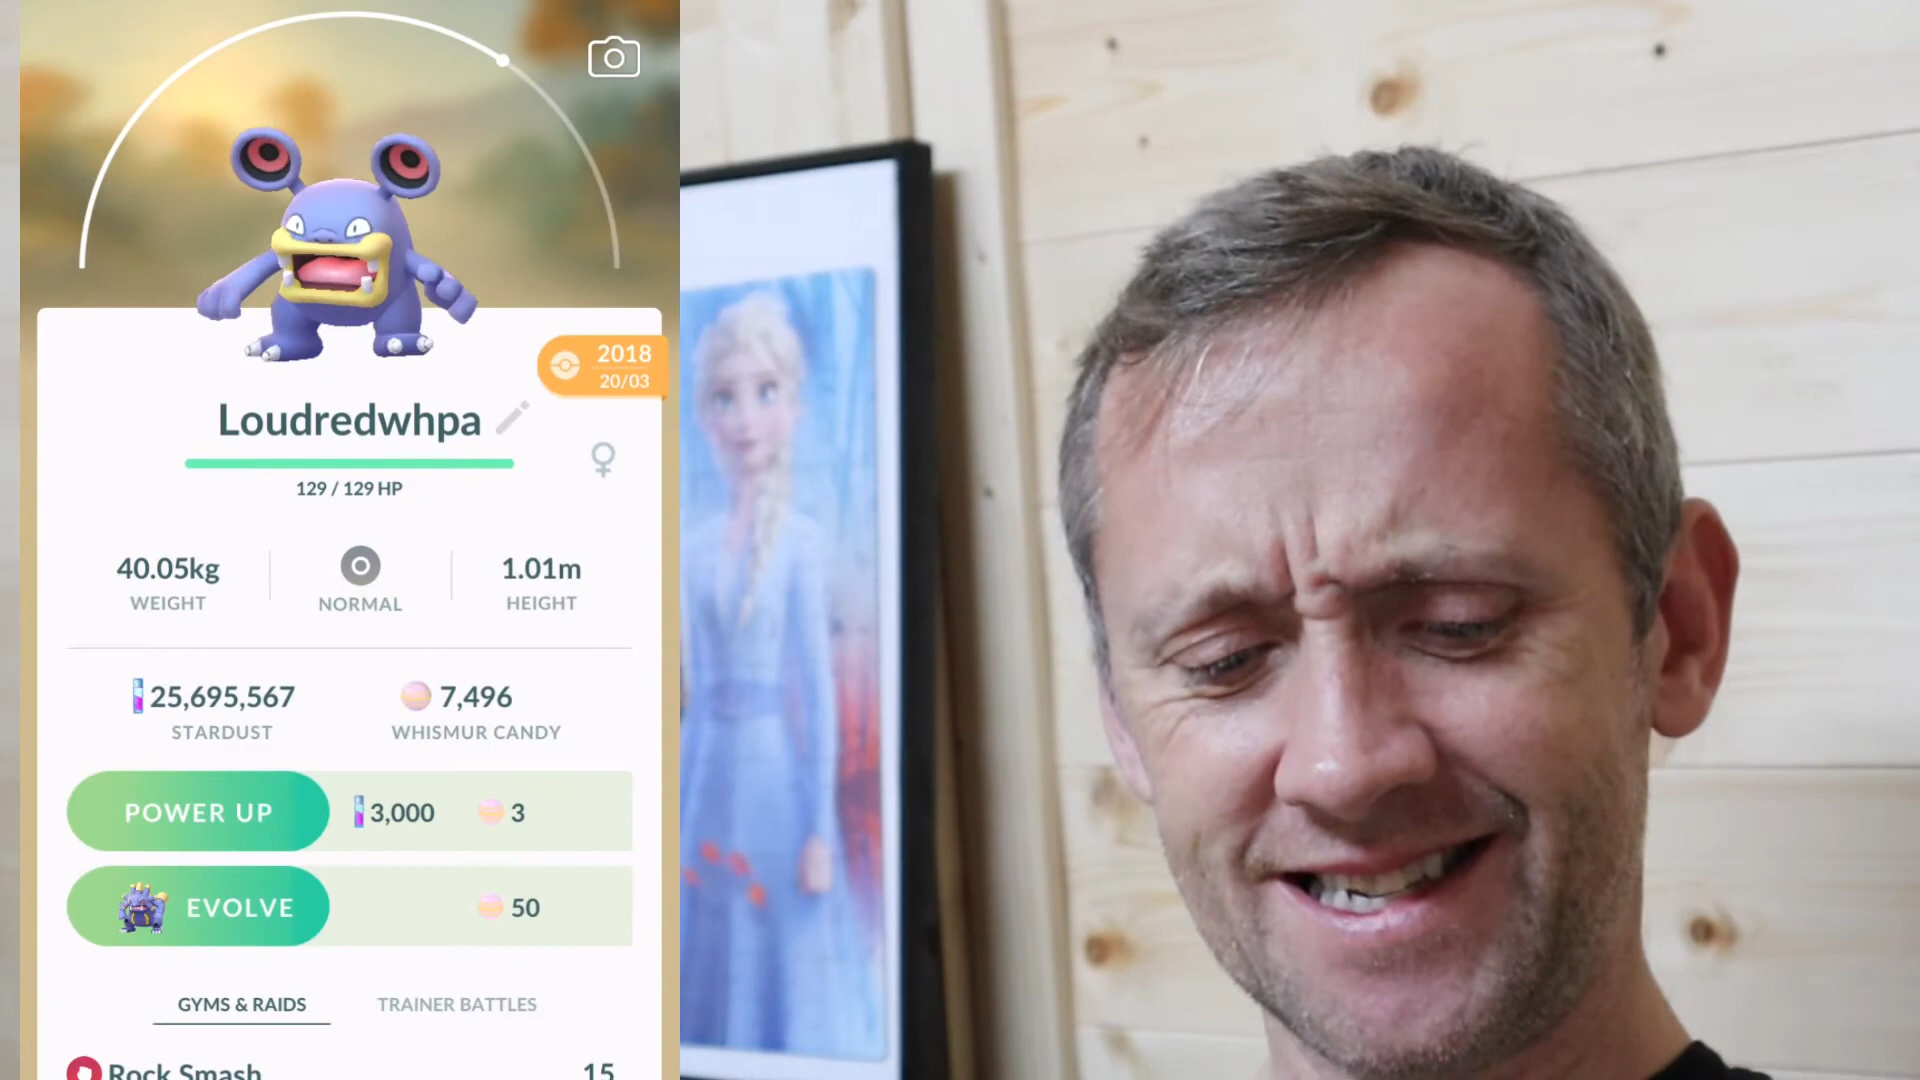 2018
20/03
Loudredwhpa
129 / 129 HP
40.05kg
WEIGHT
NORMAL
1.01m
HEIGHT
25,695,567
STARDUST
7,496
WHISMUR CANDY
POWER UP 3,000 3
EVOLVE 50
GYMS & RAIDS TRAINER BATTLES
Rock Smash 15